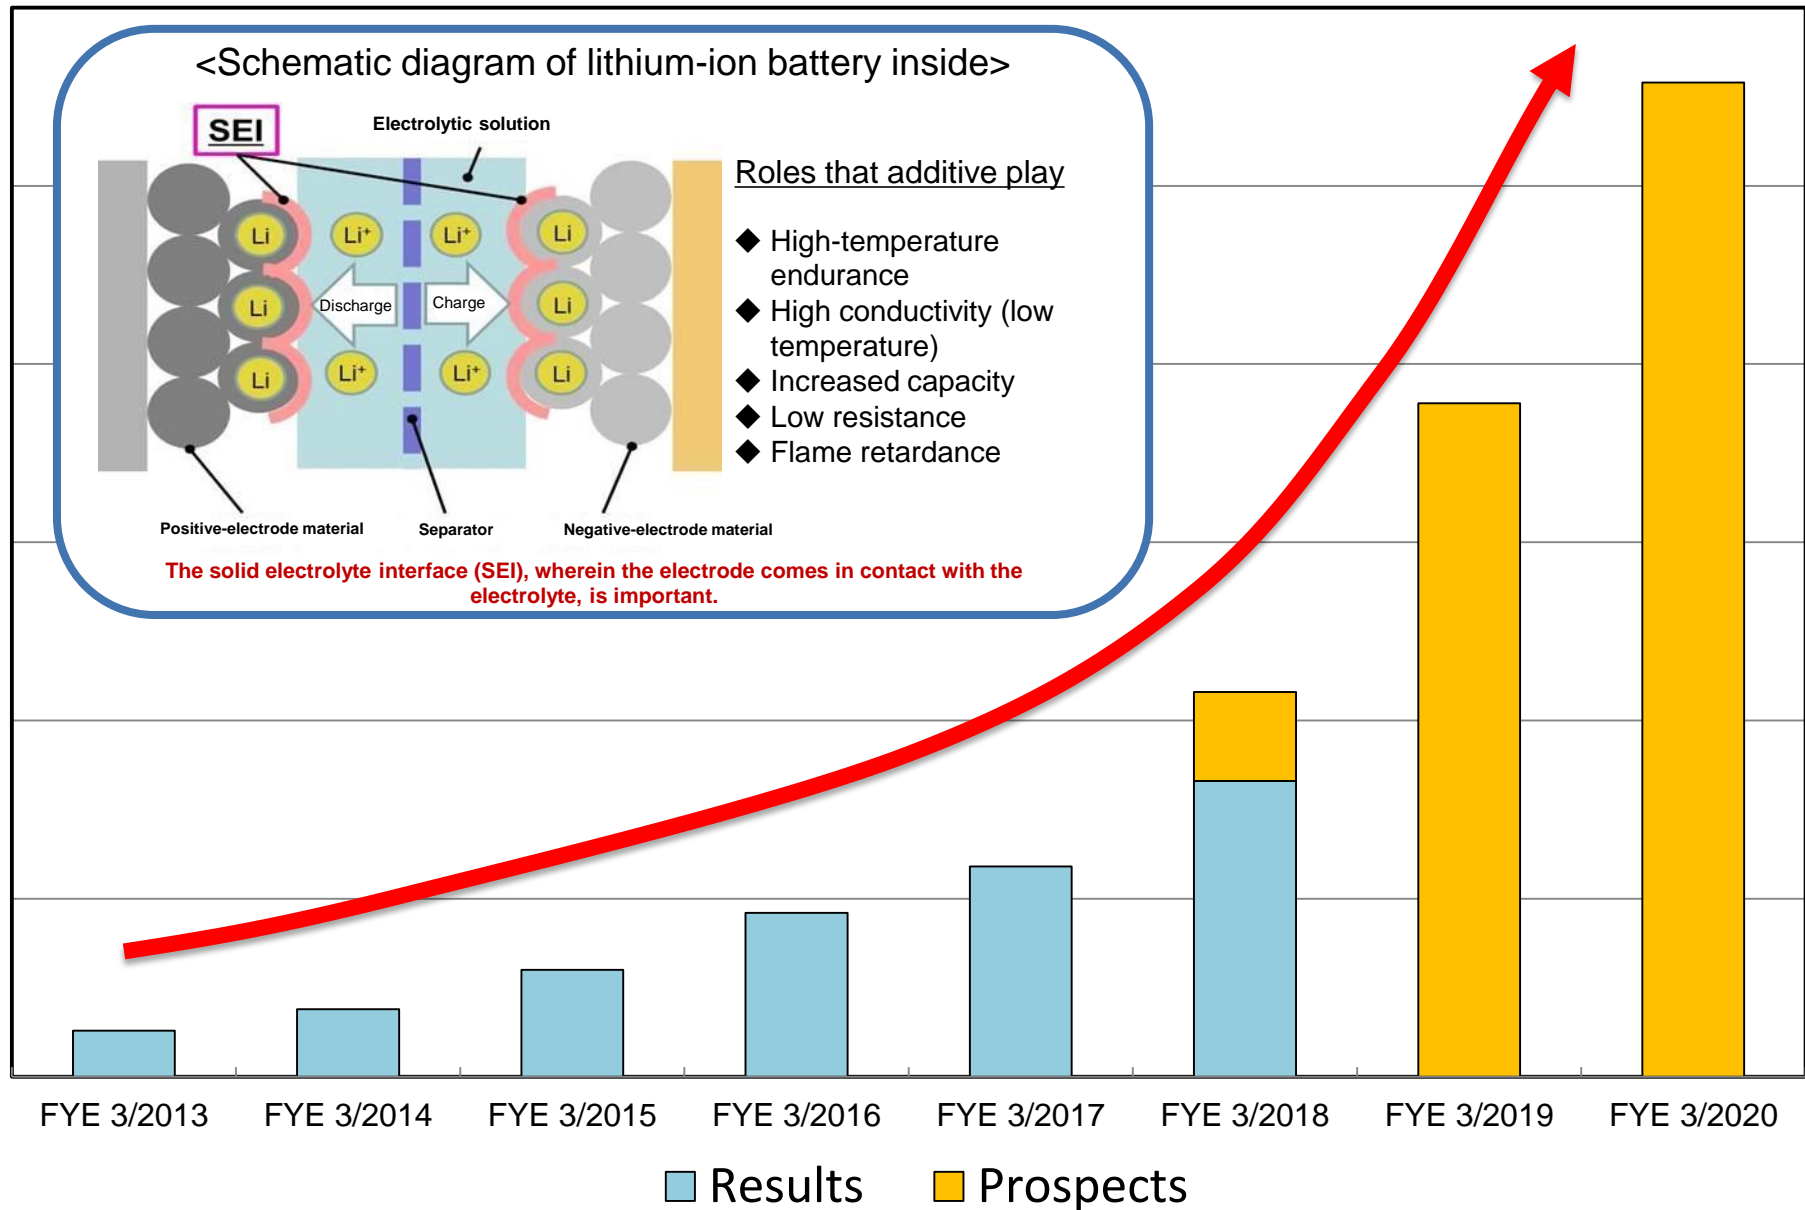 <Schematic diagram of lithium-ion battery inside>
SEI
Electrolytic solution
Li
Li⁺
Li⁺
Li
Li
Discharge
Charge
Li
Li
Li⁺
Li⁺
Li
Positive-electrode material
Separator
Negative-electrode material
Roles that additive play
◆ High-temperature
endurance
◆ High conductivity (low
temperature)
◆ Increased capacity
◆ Low resistance
◆ Flame retardance
The solid electrolyte interface (SEI), wherein the electrode comes in contact with the
electrolyte, is important.
FYE 3/2013
FYE 3/2014
FYE 3/2015
FYE 3/2016
FYE 3/2017
FYE 3/2018
FYE 3/2019
FYE 3/2020
Results
Prospects